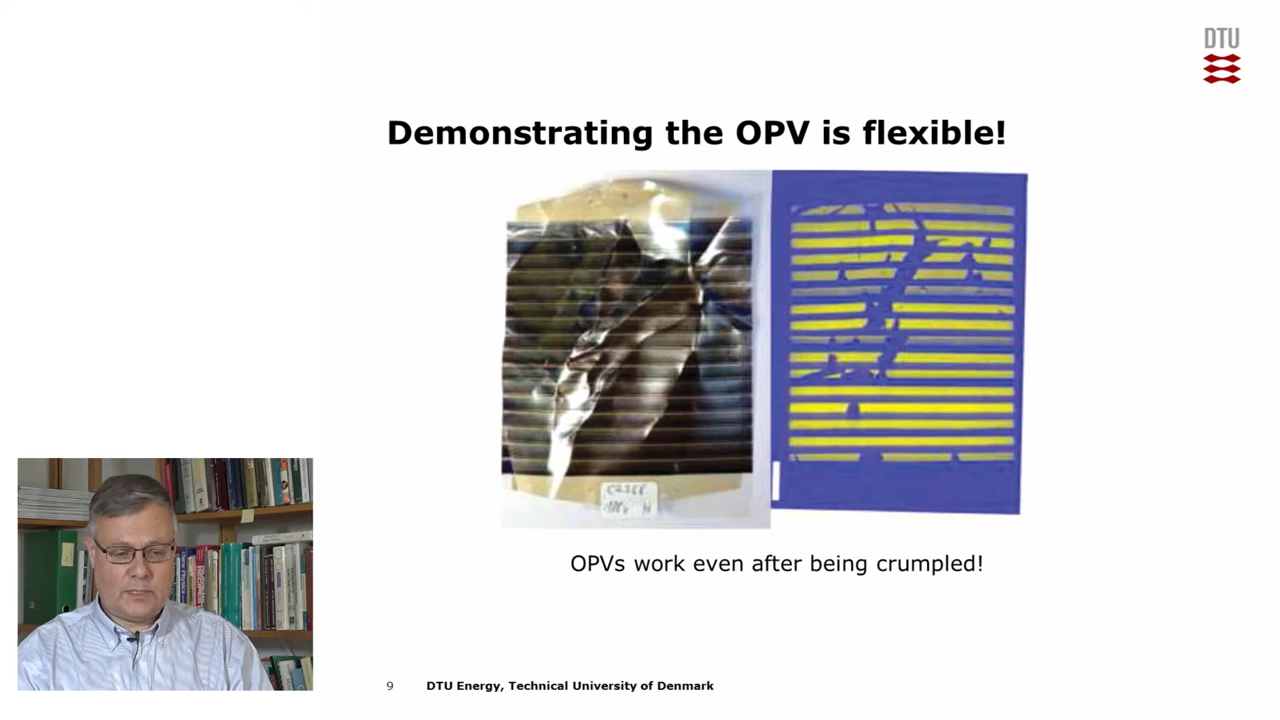 DTU
Demonstrating the OPV is flexible!
OPVs work even after being crumpled!
9 DTU Energy, Technical University of Denmark